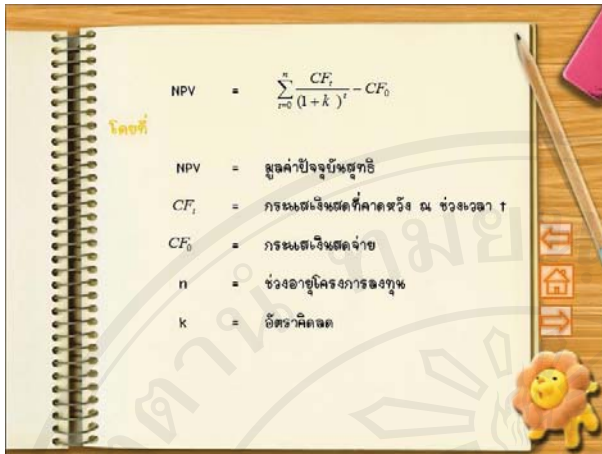 NPV = \sum_{t=0}^{n} \frac{CF_t}{(1+k)^t} - CF_0
โดยที่
NPV = มูลค่าปัจจุบันสุทธิ
CF_t = กระแสเงินสดที่คาดหวัง ณ ช่วงเวลา t
CF_0 = กระแสเงินสดจ่าย
n = ช่วงอายุโครงการลงทุน
k = อัตราคิดลด